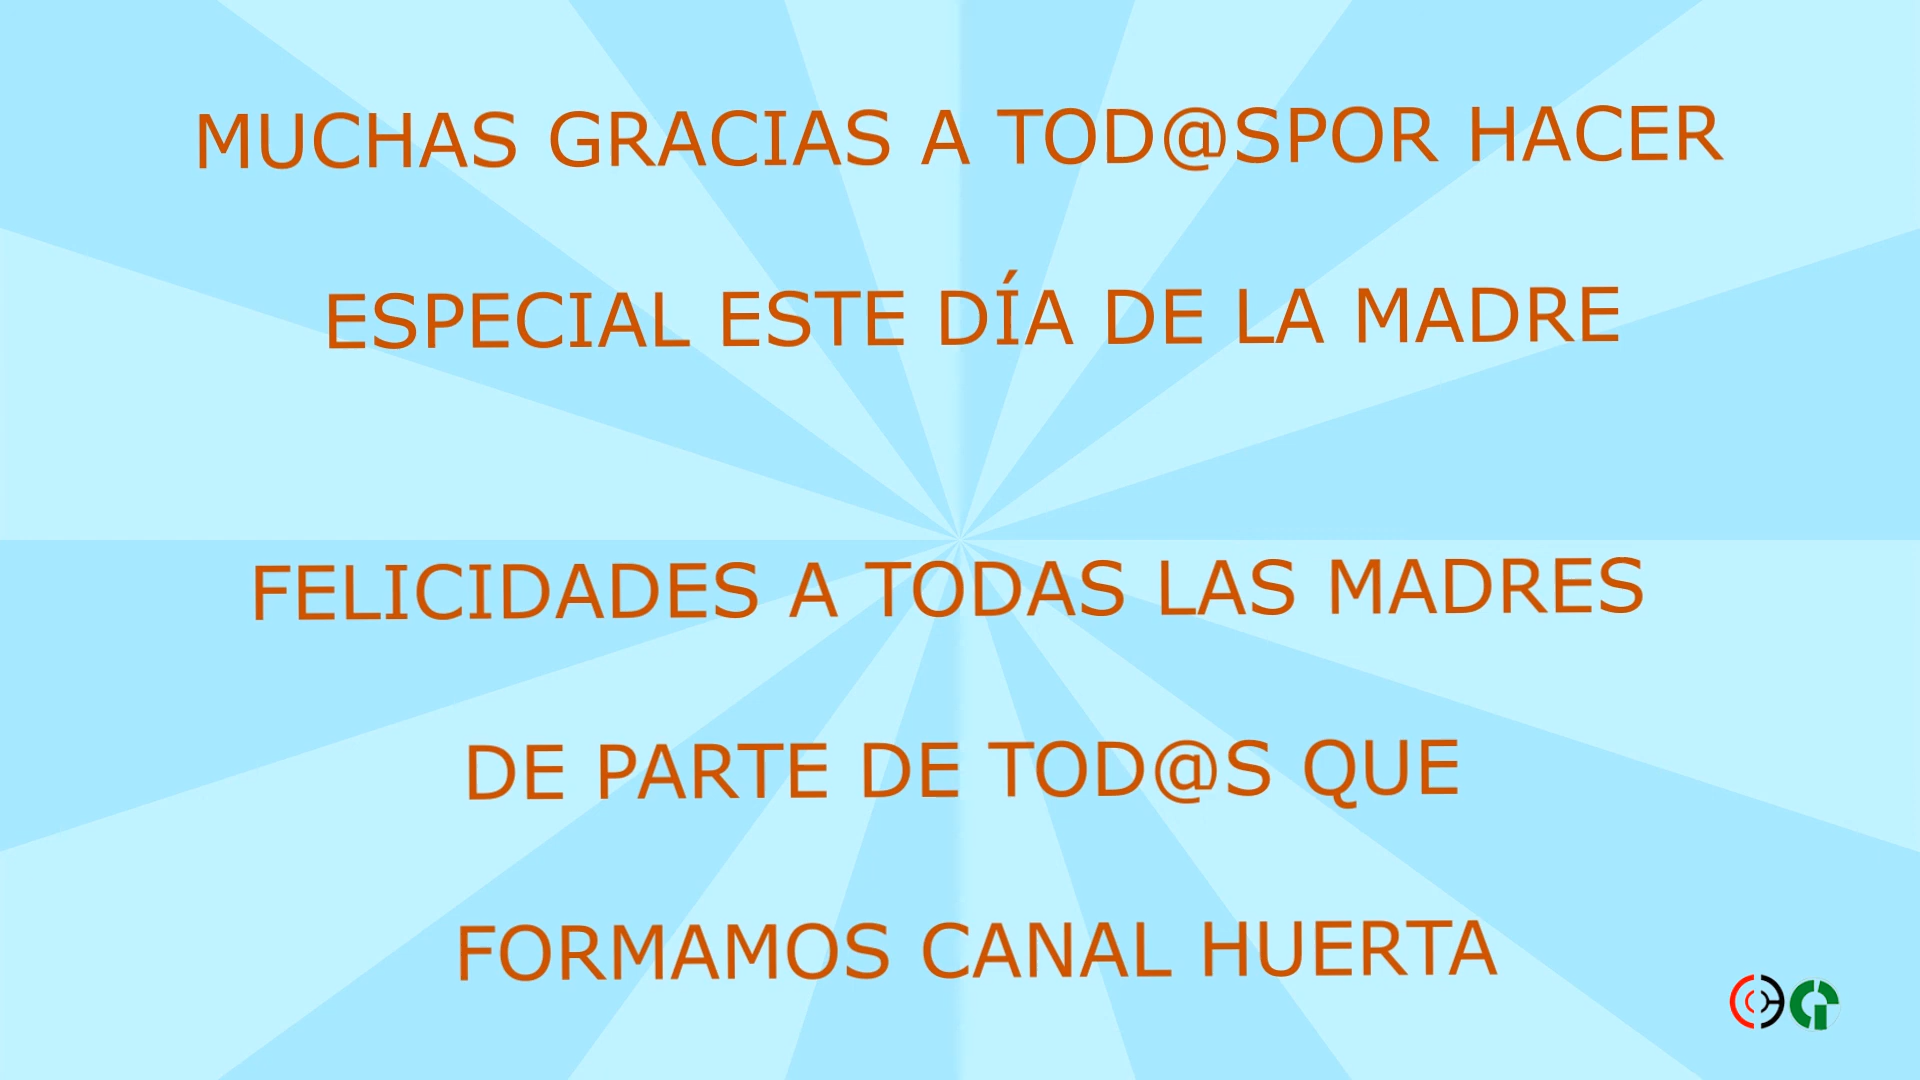 MUCHAS GRACIAS A TOD@SPOR HACER
ESPECIAL ESTE DÍA DE LA MADRE
FELICIDADES A TODAS LAS MADRES
DE PARTE DE TOD@S QUE
FORMAMOS CANAL HUERTA